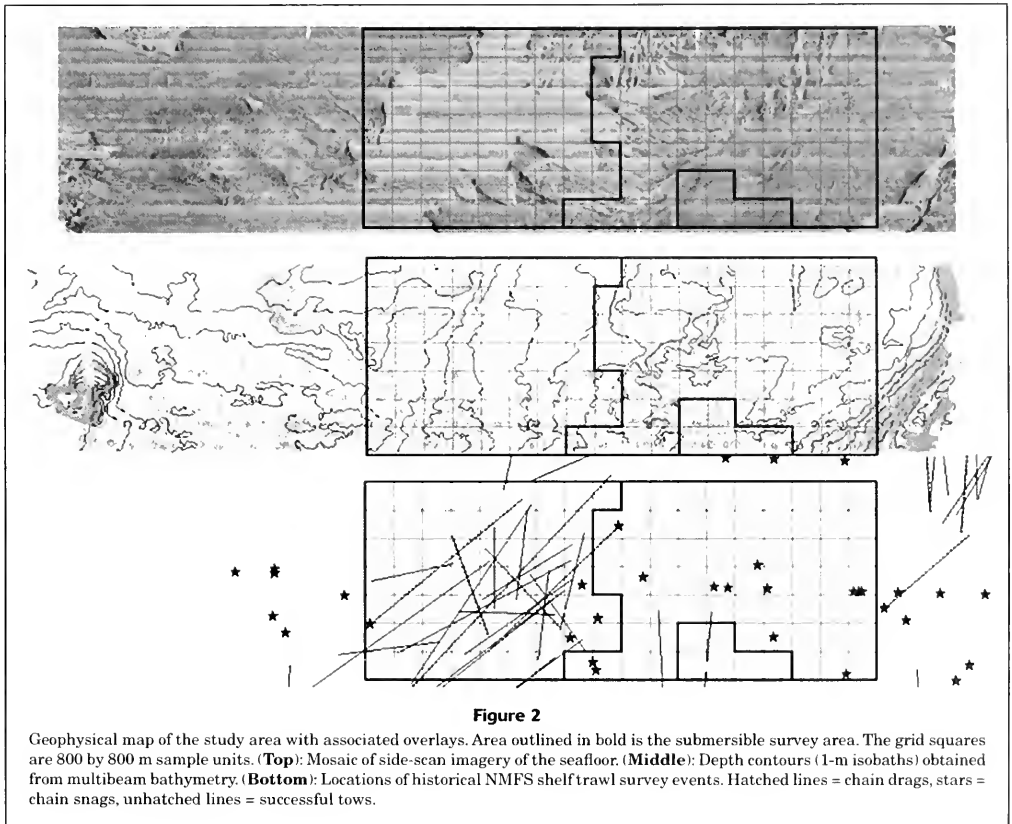 Figure 2
Geophysical map of the study area with associated overlays. Area outlined in bold is the submersible survey area. The grid squares
are 800 by 800 m sample units. (Top): Mosaic of side-scan imagery of the seafloor. (Middle): Depth contours (1-m isobaths) obtained
from multibeam bathymetry. (Bottom): Locations of historical NMFS shelf trawl survey events. Hatched lines = chain drags, stars =
chain snags, unhatched lines = successful tows.